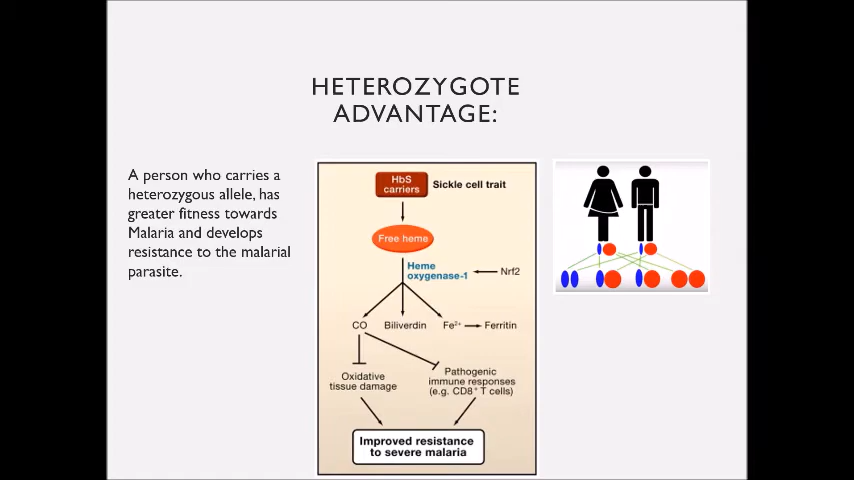 HETEROZYGOTE
ADVANTAGE:
A person who carries a
heterozygous allele, has
greater fitness towards
Malaria and develops
resistance to the malarial
parasite.
HbS
carriers
Sickle cell trait
Free heme
Heme
oxygenase-1
Nrf2
CO
Biliverdin
Fe²⁺
Ferritin
Oxidative
tissue damage
Pathogenic
immune responses
(e.g. CD8⁺ T cells)
Improved resistance
to severe malaria